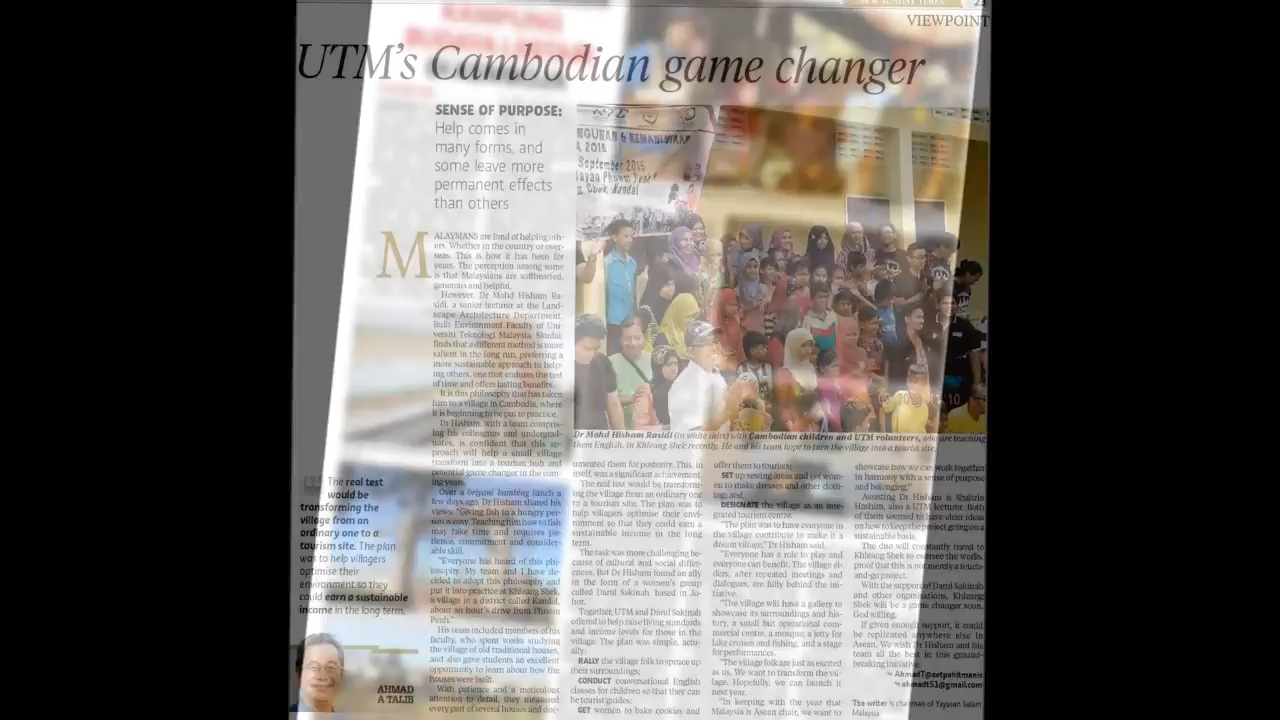 23
VIEWPOINT
UTM's Cambodian game changer
SENSE OF PURPOSE:
Help comes in
many forms, and
some leave more
permanent effects
than others
September 2015
MALAYSIANS are fond of helping oth-
ers. Whether in the country or over-
seas. This is how it has been for
years. The perception among some
is that Malaysians are softhearted,
generous and helpful.
However, Dr Mohd Hisham Ra-
sidi, a senior lecturer at the Land-
scape Architecture Department,
Built Environment Faculty of Uni-
versiti Teknologi Malaysia, Skudai,
finds that a different method is more
salient in the long run, preferring a
more sustainable approach to help-
ing others, one that endures the test
of time and offers lasting benefits.
It is this philosophy that has taken
him to a village in Cambodia, where
it is beginning to be put to practice.
Dr Hisham, with a team compris-
ing his colleagues and undergrad-
uates, is confident that this ap-
proach will help a small village
transform into a tourism hub and
potential game changer in the com-
ing years.
Over a briyani kambing lunch a
few days ago, Dr Hisham shared his
views: "Giving fish to a hungry per-
son is easy. Teaching him how to fish
may take time and requires pa-
tience, commitment and consider-
able skill.
"Everyone has heard of this phi-
losophy. My team and I have de-
cided to adopt this philosophy and
put it into practice at Khleang Sbek,
a village in a district called Kandal,
about an hour's drive from Phnom
Penh."
His team included members of his
faculty, who spent weeks studying
the village of old traditional houses,
and also gave students an excellent
opportunity to learn about how the
houses were built.
With patience and a meticulous
attention to detail, they measured
every part of several houses and doc-
The real test
would be
transforming the
village from an
ordinary one to a
tourism site. The plan
was to help villagers
optimise their
environment so they
could earn a sustainable
income in the long term.
AHMAD
A TALIB
Dr Mohd Hisham Rasidi (in white shirt) with Cambodian children and UTM volunteers, who are teaching
them English, in Khleang Sbek recently. He and his team hope to turn the village into a tourist site.
umented them for posterity. This, in
itself, was a significant achievement.
The real test would be transform-
ing the village from an ordinary one
to a tourism site. The plan was to
help villagers optimise their envi-
ronment so that they could earn a
sustainable income in the long
term.
The task was more challenging be-
cause of cultural and social differ-
ences. But Dr Hisham found an ally
in the form of a women's group
called Darul Sakinah, based in Jo-
hor.
Together, UTM and Darul Sakinah
offered to help raise living standards
and income levels for those in the
village. The plan was simple, actu-
ally:
RALLY the village folk to spruce up
their surroundings;
CONDUCT conversational English
classes for children so that they can
be tourist guides;
GET women to bake cookies and
offer them to tourists;
SET up sewing areas and get wom-
en to make dresses and other cloth-
ing; and,
DESIGNATE the village as an inte-
grated tourism centre.
"The plan was to have everyone in
the village contribute to make it a
dream village," Dr Hisham said.
"Everyone has a role to play and
everyone can benefit. The village el-
ders, after repeated meetings and
dialogues, are fully behind the ini-
tiative.
"The village will have a gallery to
showcase its surroundings and his-
tory, a small but operational com-
mercial centre, a mosque, a jetty for
lake cruises and fishing, and a stage
for performances.
"The village folk are just as excited
as us. We want to transform the vil-
lage. Hopefully, we can launch it
next year.
"In keeping with the year that
Malaysia is Asean chair, we want to
showcase how we can work together
in harmony with a sense of purpose
and belonging."
Assisting Dr Hisham is Shahrin
Hashim, also a UTM lecturer. Both
of them seemed to have clear ideas
on how to keep the project going on a
sustainable basis.
The duo will constantly travel to
Khleang Sbek to oversee the works,
proof that this is not merely a touch-
and-go project.
With the support of Darul Sakinah
and other organisations, Khleang
Sbek will be a game changer soon,
God willing.
If given enough support, it could
be replicated anywhere else in
Asean. We wish Dr Hisham and his
team all the best in this ground-
breaking initiative.
AhmadT@aetpahitmanis
ahmadt51@gmail.com
The writer is chairman of Yayasan Salam
Malaysia